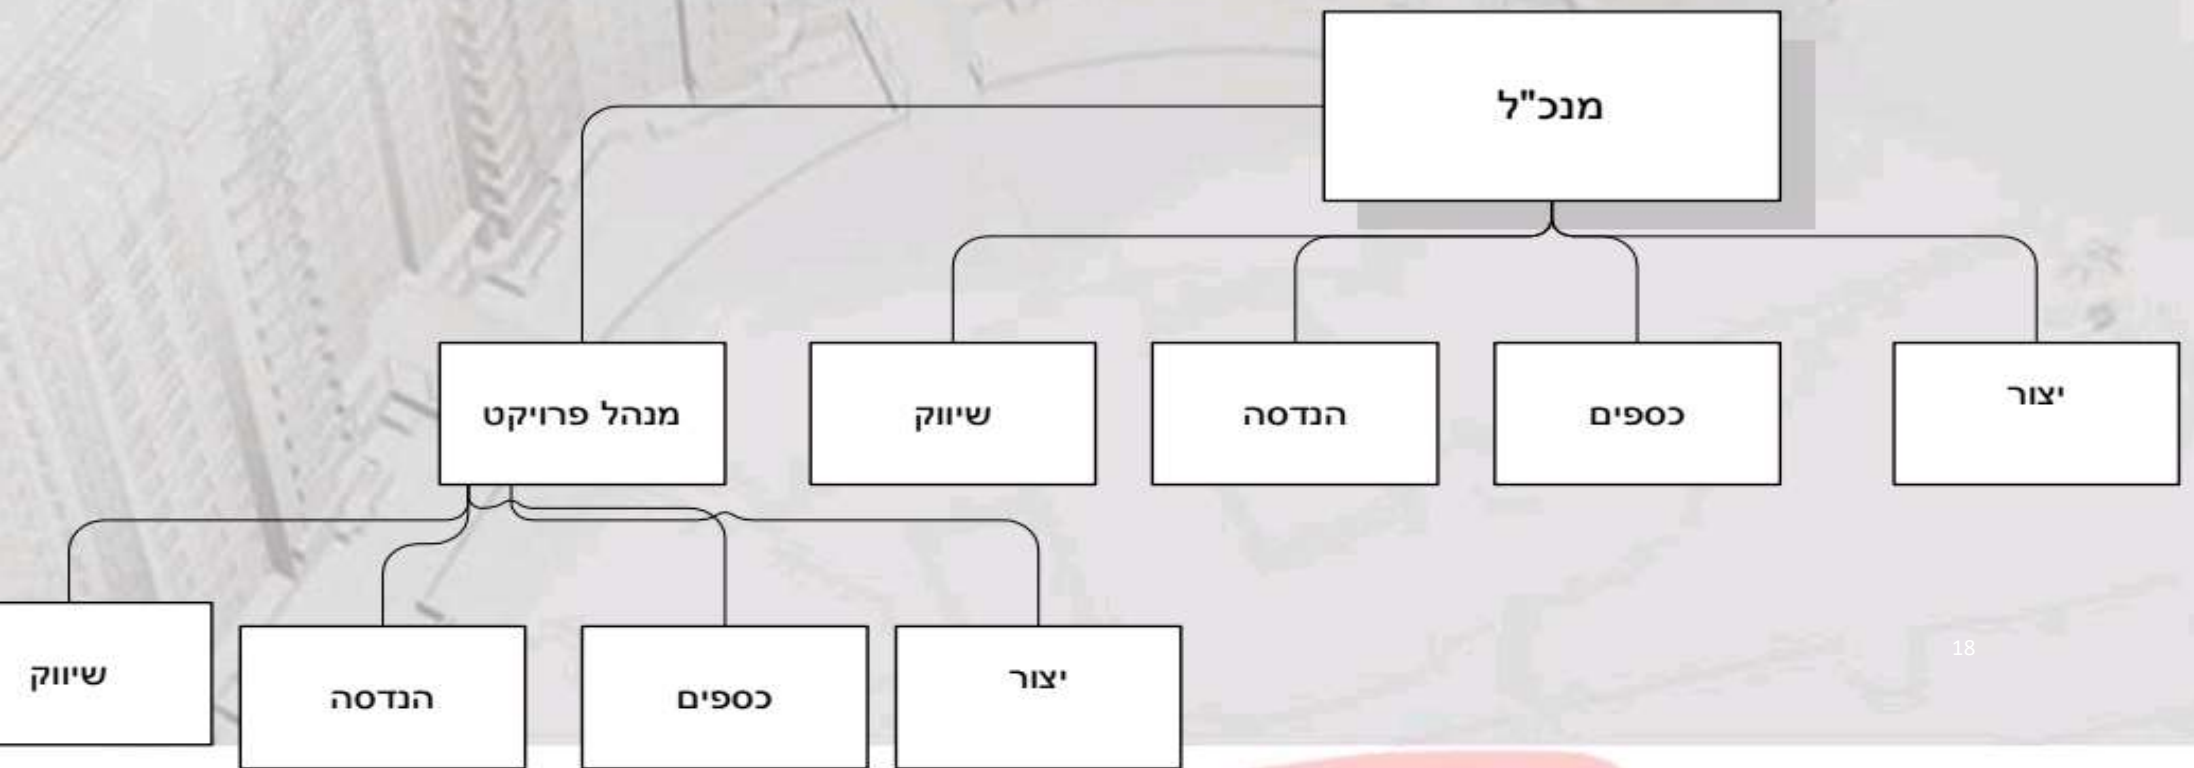 מנכ"ל
יצור
כספים
הנדסה
שיווק
מנהל פרויקט
יצור
כספים
הנדסה
שיווק
18